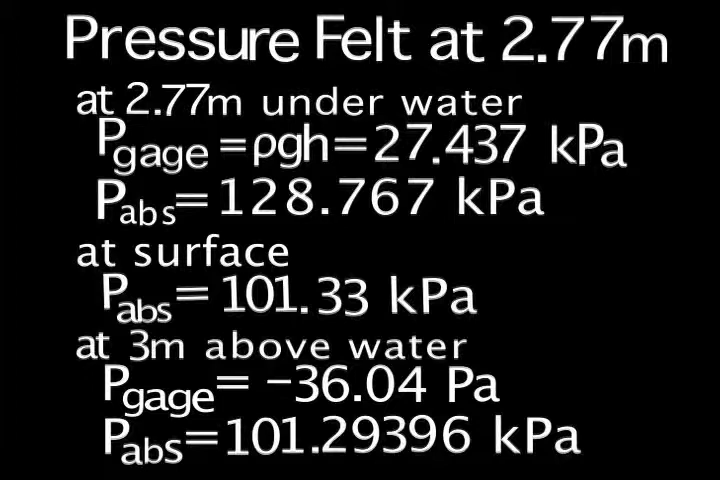 Pressure Felt at 2.77m
at 2.77m under water
Pgage=ρgh=27.437 kPa
Pabs=128.767 kPa
at surface
Pabs=101.33 kPa
at 3m above water
Pgage= -36.04 Pa
Pabs=101.29396 kPa